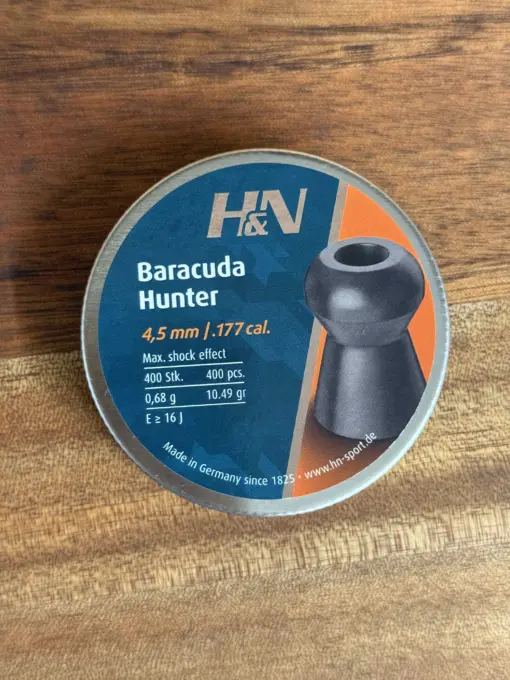 H&N
Baracuda
Hunter
4,5 mm / .177 cal.
Max. shock effect
400 Stk. 400 pcs.
0,68 g 10.49 gr
E ≥ 16 J
Made in Germany since 1825 • www.hn-sport.de